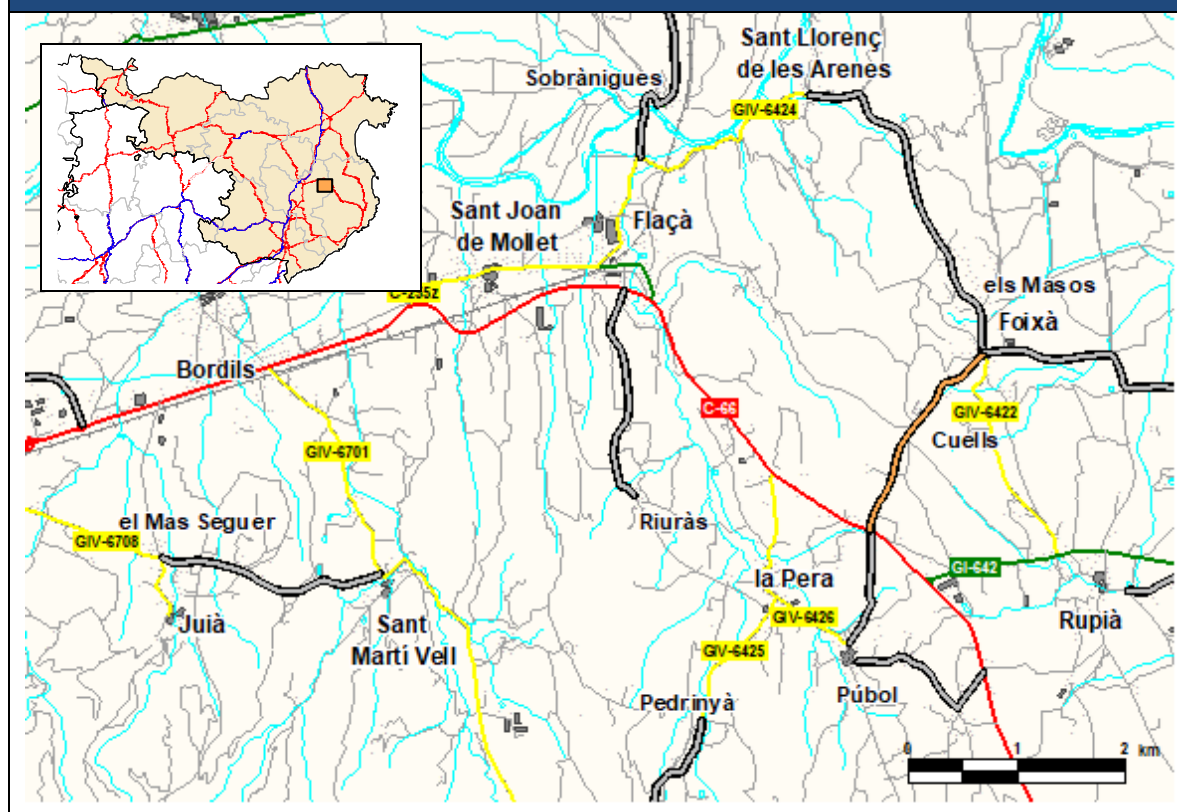 Sant Llorenç
de les Arenes
Sobrànigues
GIV-6424
Sant Joan
de Mollet
Flaçà
C-255z
els Masos
Foixà
Bordils
C-66
GIV-6422
Cuells
GIV-6701
el Mas Seguer
Riuràs
GIV-6708
la Pera
GI-642
Juià
Sant
Martí Vell
GIV-6426
Rupià
GIV-6425
Púbol
Pedrinyà
0 1 2 km